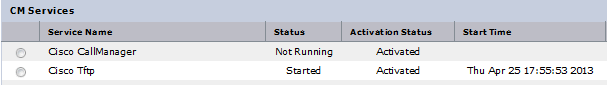 CM Services
Service Name Status Activation Status Start Time
Cisco CallManager Not Running Activated
Cisco Tftp Started Activated Thu Apr 25 17:55:53 2013